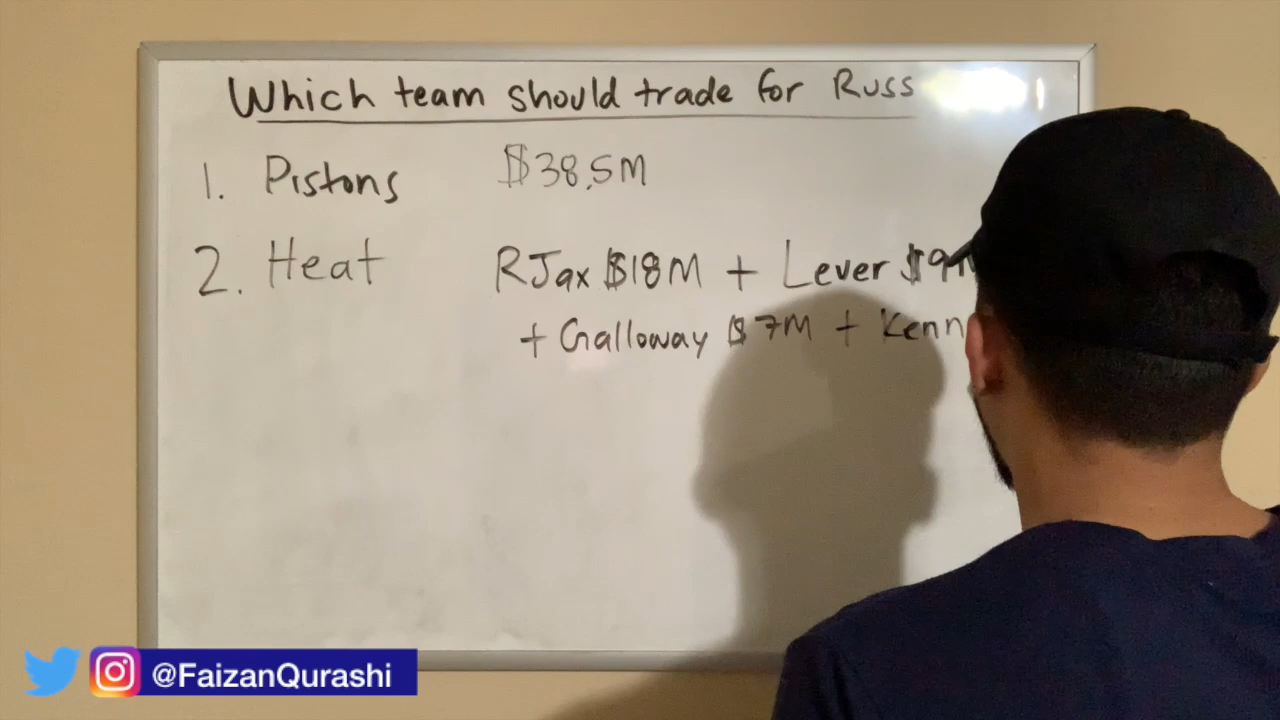 Which team should trade for Russ
1. Pistons $38.5M
2. Heat RJax $18M + Lever
+ Galloway $7M + Kenn
@FaizanQurashi